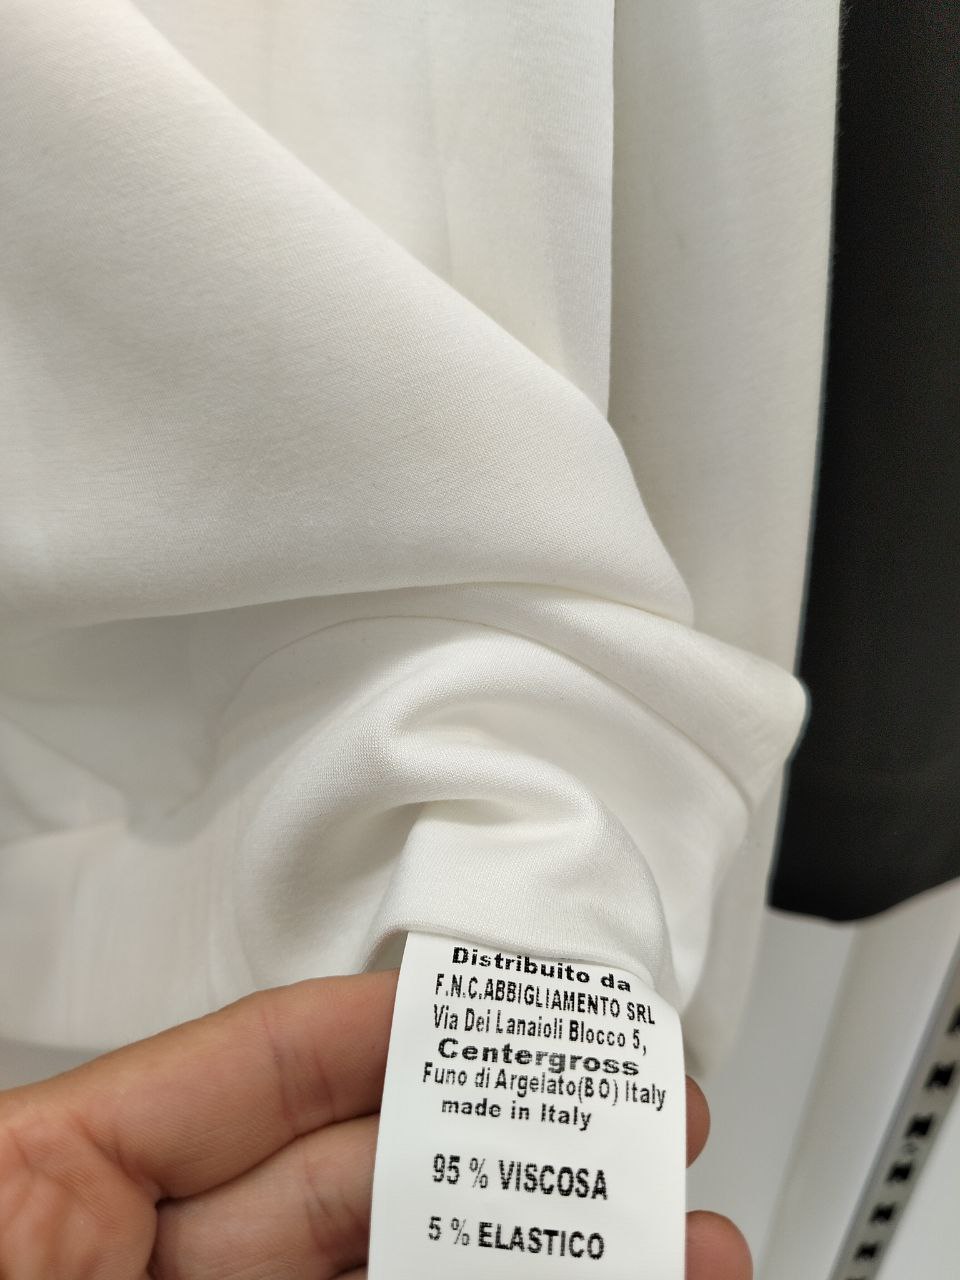 Distribuito da
F.N.C.ABBIGLIAMENTO SRL
Via Dei Lanaioli Blocco 5,
Centergross
Funo di Argelato(BO) Italy
made in Italy
95 % VISCOSA
5 % ELASTICO